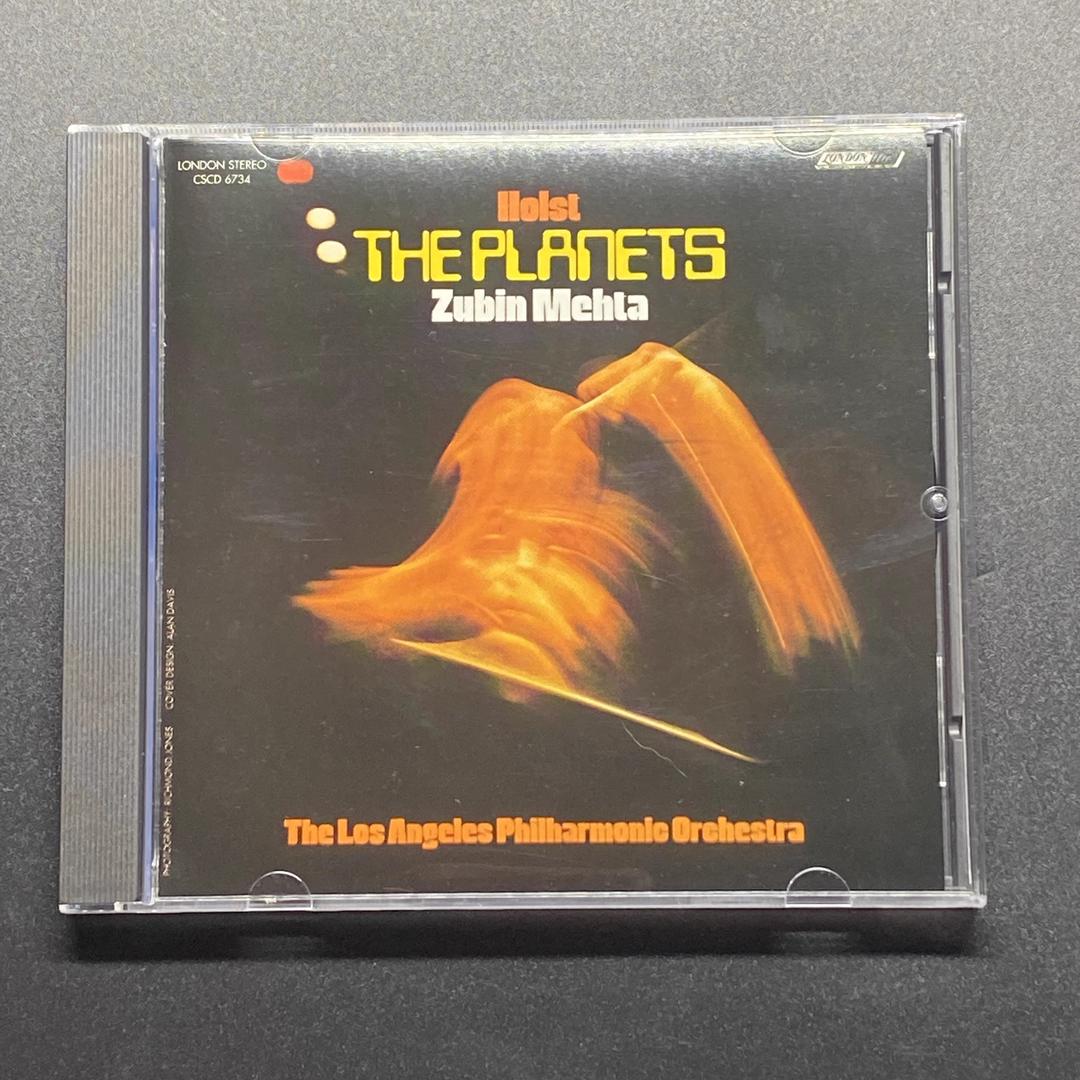 LONDON STEREO
CSCD 6734
LONDON ffrr
Holst
THE PLANETS
Zubin Mehta
The Los Angeles Philharmonic Orchestra
PHOTOGRAPHY: RICHMOND JONES COVER DESIGN: ALAN DAVIS